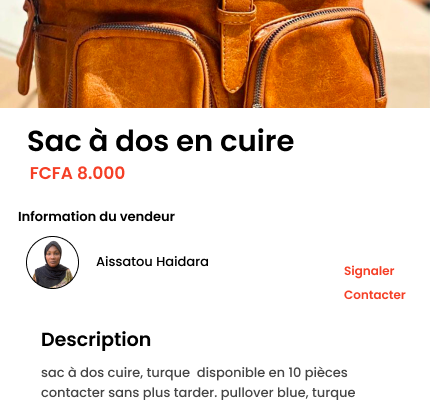 Sac à dos en cuire
FCFA 8.000
Information du vendeur
Aissatou Haidara
Signaler
Contacter
Description
sac à dos cuire, turque disponible en 10 pièces
contacter sans plus tarder. pullover blue, turque